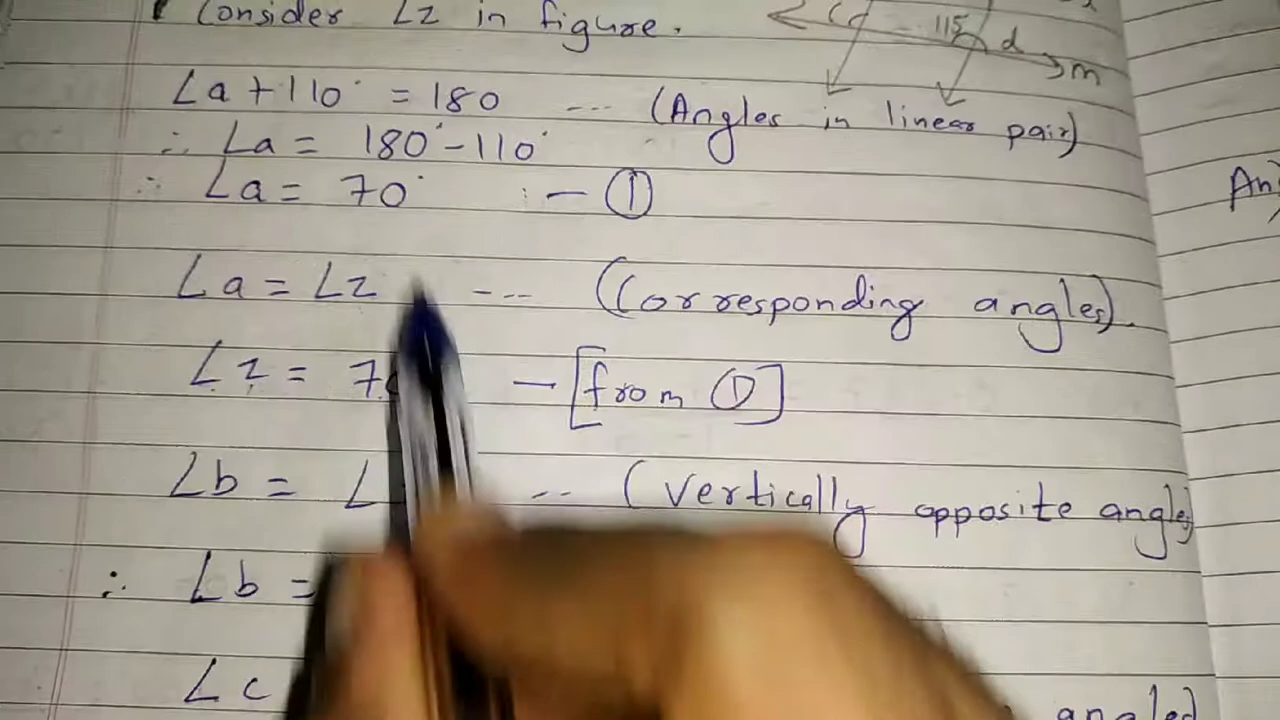 Consider ∠z in figure.
115 d
m
∠a + 110° = 180 --- (Angles in linear pair)
∴ ∠a = 180° - 110°
∴ ∠a = 70° — ①
∠a = ∠z --- (Corresponding angles).
∠z = 7 — [from ①]
∠b = ∠ -- (Vertically opposite angles
∴ ∠b =
∠c
angles